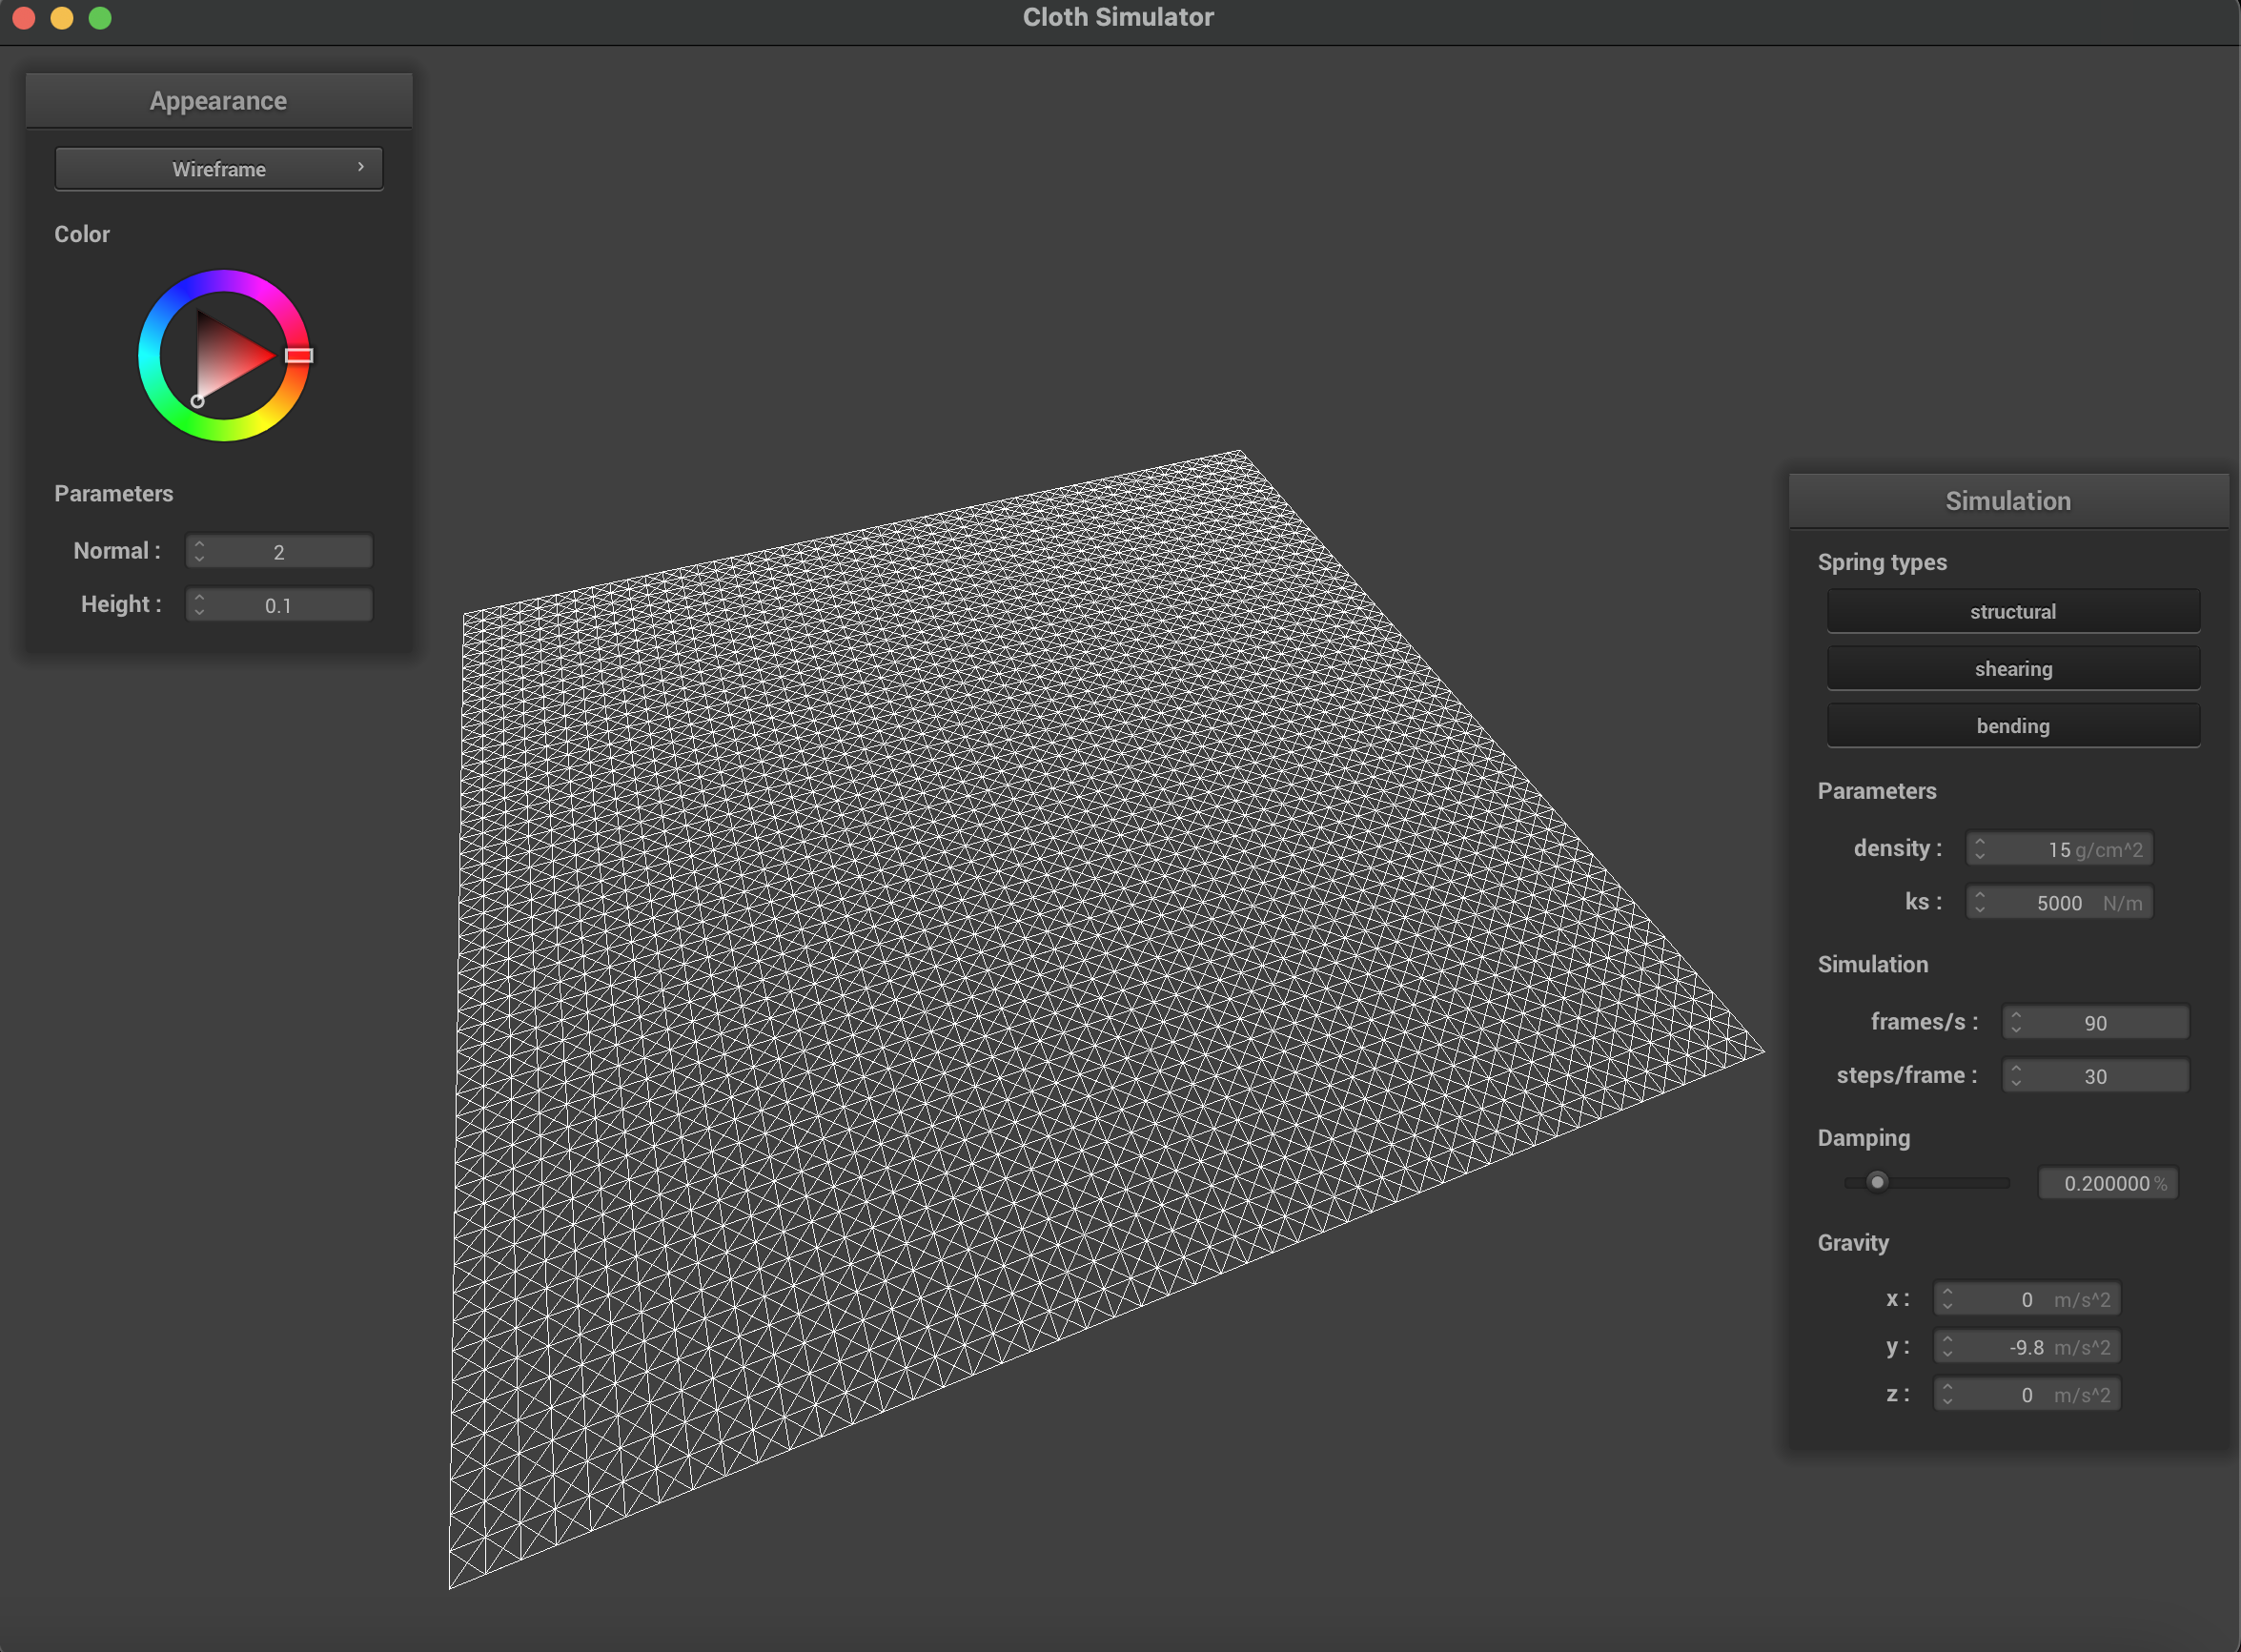 Cloth Simulator
Appearance
Wireframe
Color
Parameters
Normal : 2
Height : 0.1
Simulation
Spring types
structural
shearing
bending
Parameters
density : 15 g/cm^2
ks : 5000 N/m
Simulation
frames/s : 90
steps/frame : 30
Damping
0.200000 %
Gravity
x : 0 m/s^2
y : -9.8 m/s^2
z : 0 m/s^2